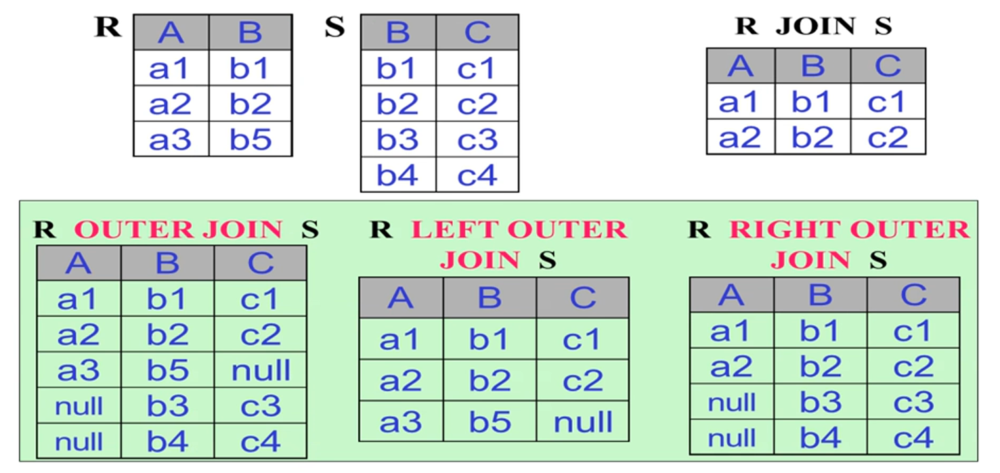 R
A B
a1 b1
a2 b2
a3 b5
S
B C
b1 c1
b2 c2
b3 c3
b4 c4
R JOIN S
A B C
a1 b1 c1
a2 b2 c2
R OUTER JOIN S
A B C
a1 b1 c1
a2 b2 c2
a3 b5 null
null b3 c3
null b4 c4
R LEFT OUTER
JOIN S
A B C
a1 b1 c1
a2 b2 c2
a3 b5 null
R RIGHT OUTER
JOIN S
A B C
a1 b1 c1
a2 b2 c2
null b3 c3
null b4 c4